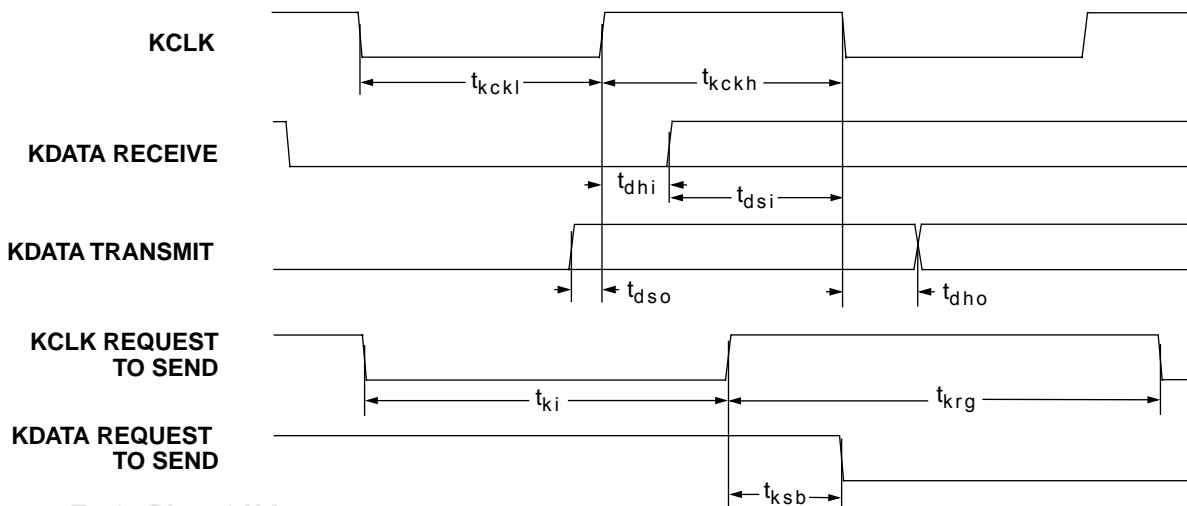 KCLK
tkckl
tkckh
KDATA RECEIVE
tdhi
tdsi
KDATA TRANSMIT
tdso
tdho
KCLK REQUEST
TO SEND
tki
tkrg
KDATA REQUEST
TO SEND
tksb